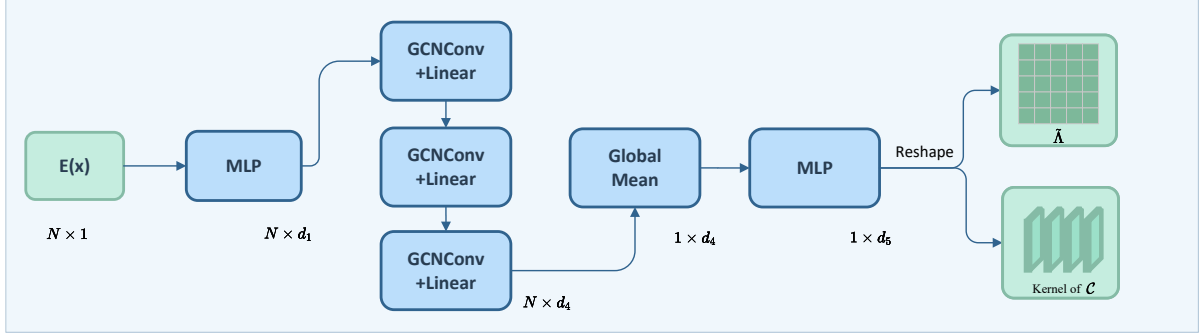 E(x)
N × 1
MLP
N × d₁
GCNConv
+Linear
GCNConv
+Linear
GCNConv
+Linear
N × d₄
Global
Mean
1 × d₄
MLP
1 × d₅
Reshape
Λ̃
Kernel of 𝒞